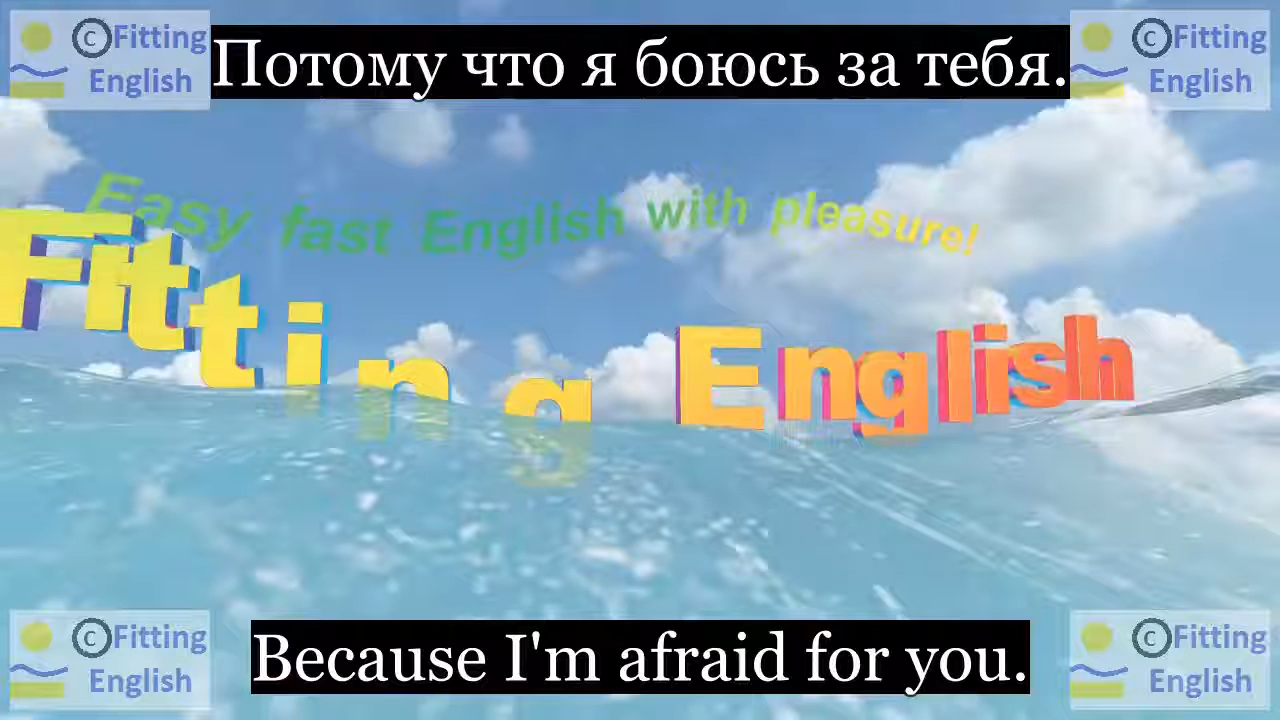 ©Fitting
English
Потому что я боюсь за тебя.
©Fitting
English
Easy fast English with pleasure!
Fitting English
©Fitting
English
Because I'm afraid for you.
©Fitting
English